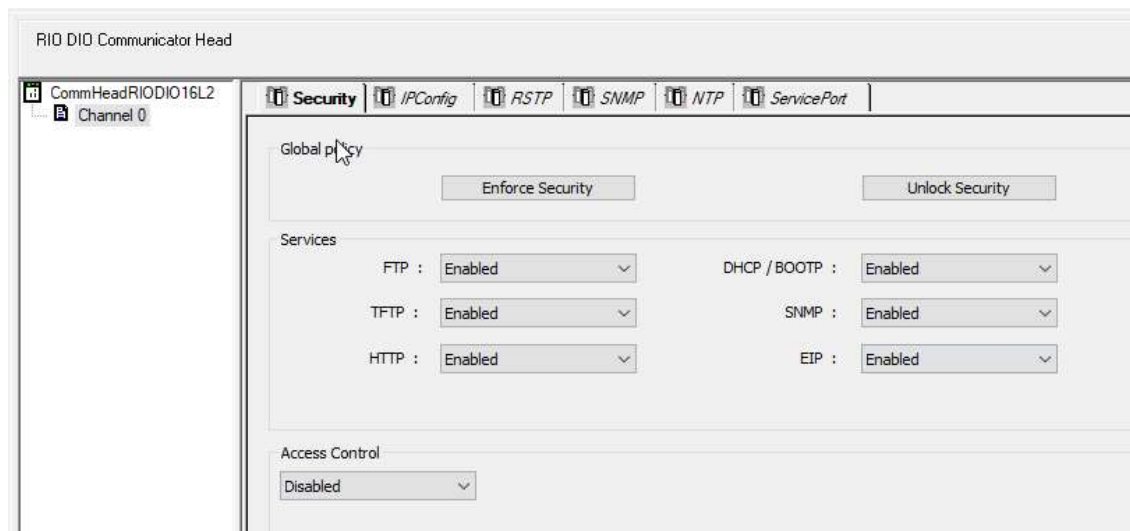 RIO DIO Communicator Head
CommHeadRIODIO16L2
Channel 0
Security IPConfig RSTP SNMP NTP ServicePort
Global policy
Enforce Security Unlock Security
Services
FTP : Enabled DHCP / BOOTP : Enabled
TFTP : Enabled SNMP : Enabled
HTTP : Enabled EIP : Enabled
Access Control
Disabled